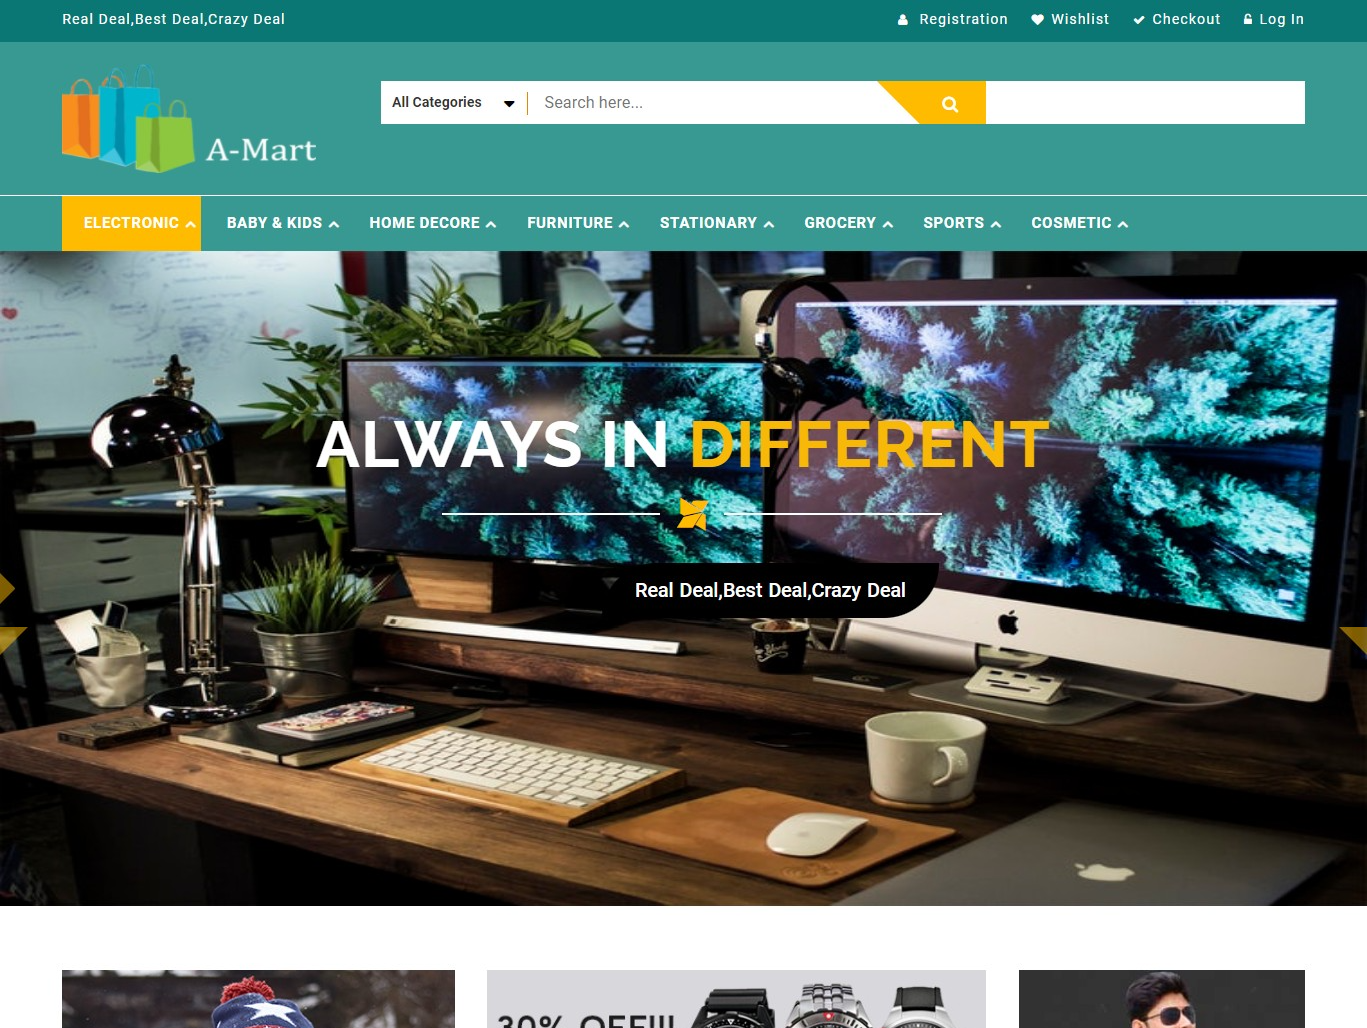 Real Deal,Best Deal,Crazy Deal
Registration Wishlist Checkout Log In
A-Mart
All Categories Search here...
ELECTRONIC BABY & KIDS HOME DECORE FURNITURE STATIONARY GROCERY SPORTS COSMETIC
ALWAYS IN DIFFERENT
Real Deal,Best Deal,Crazy Deal
30% OFF!!!